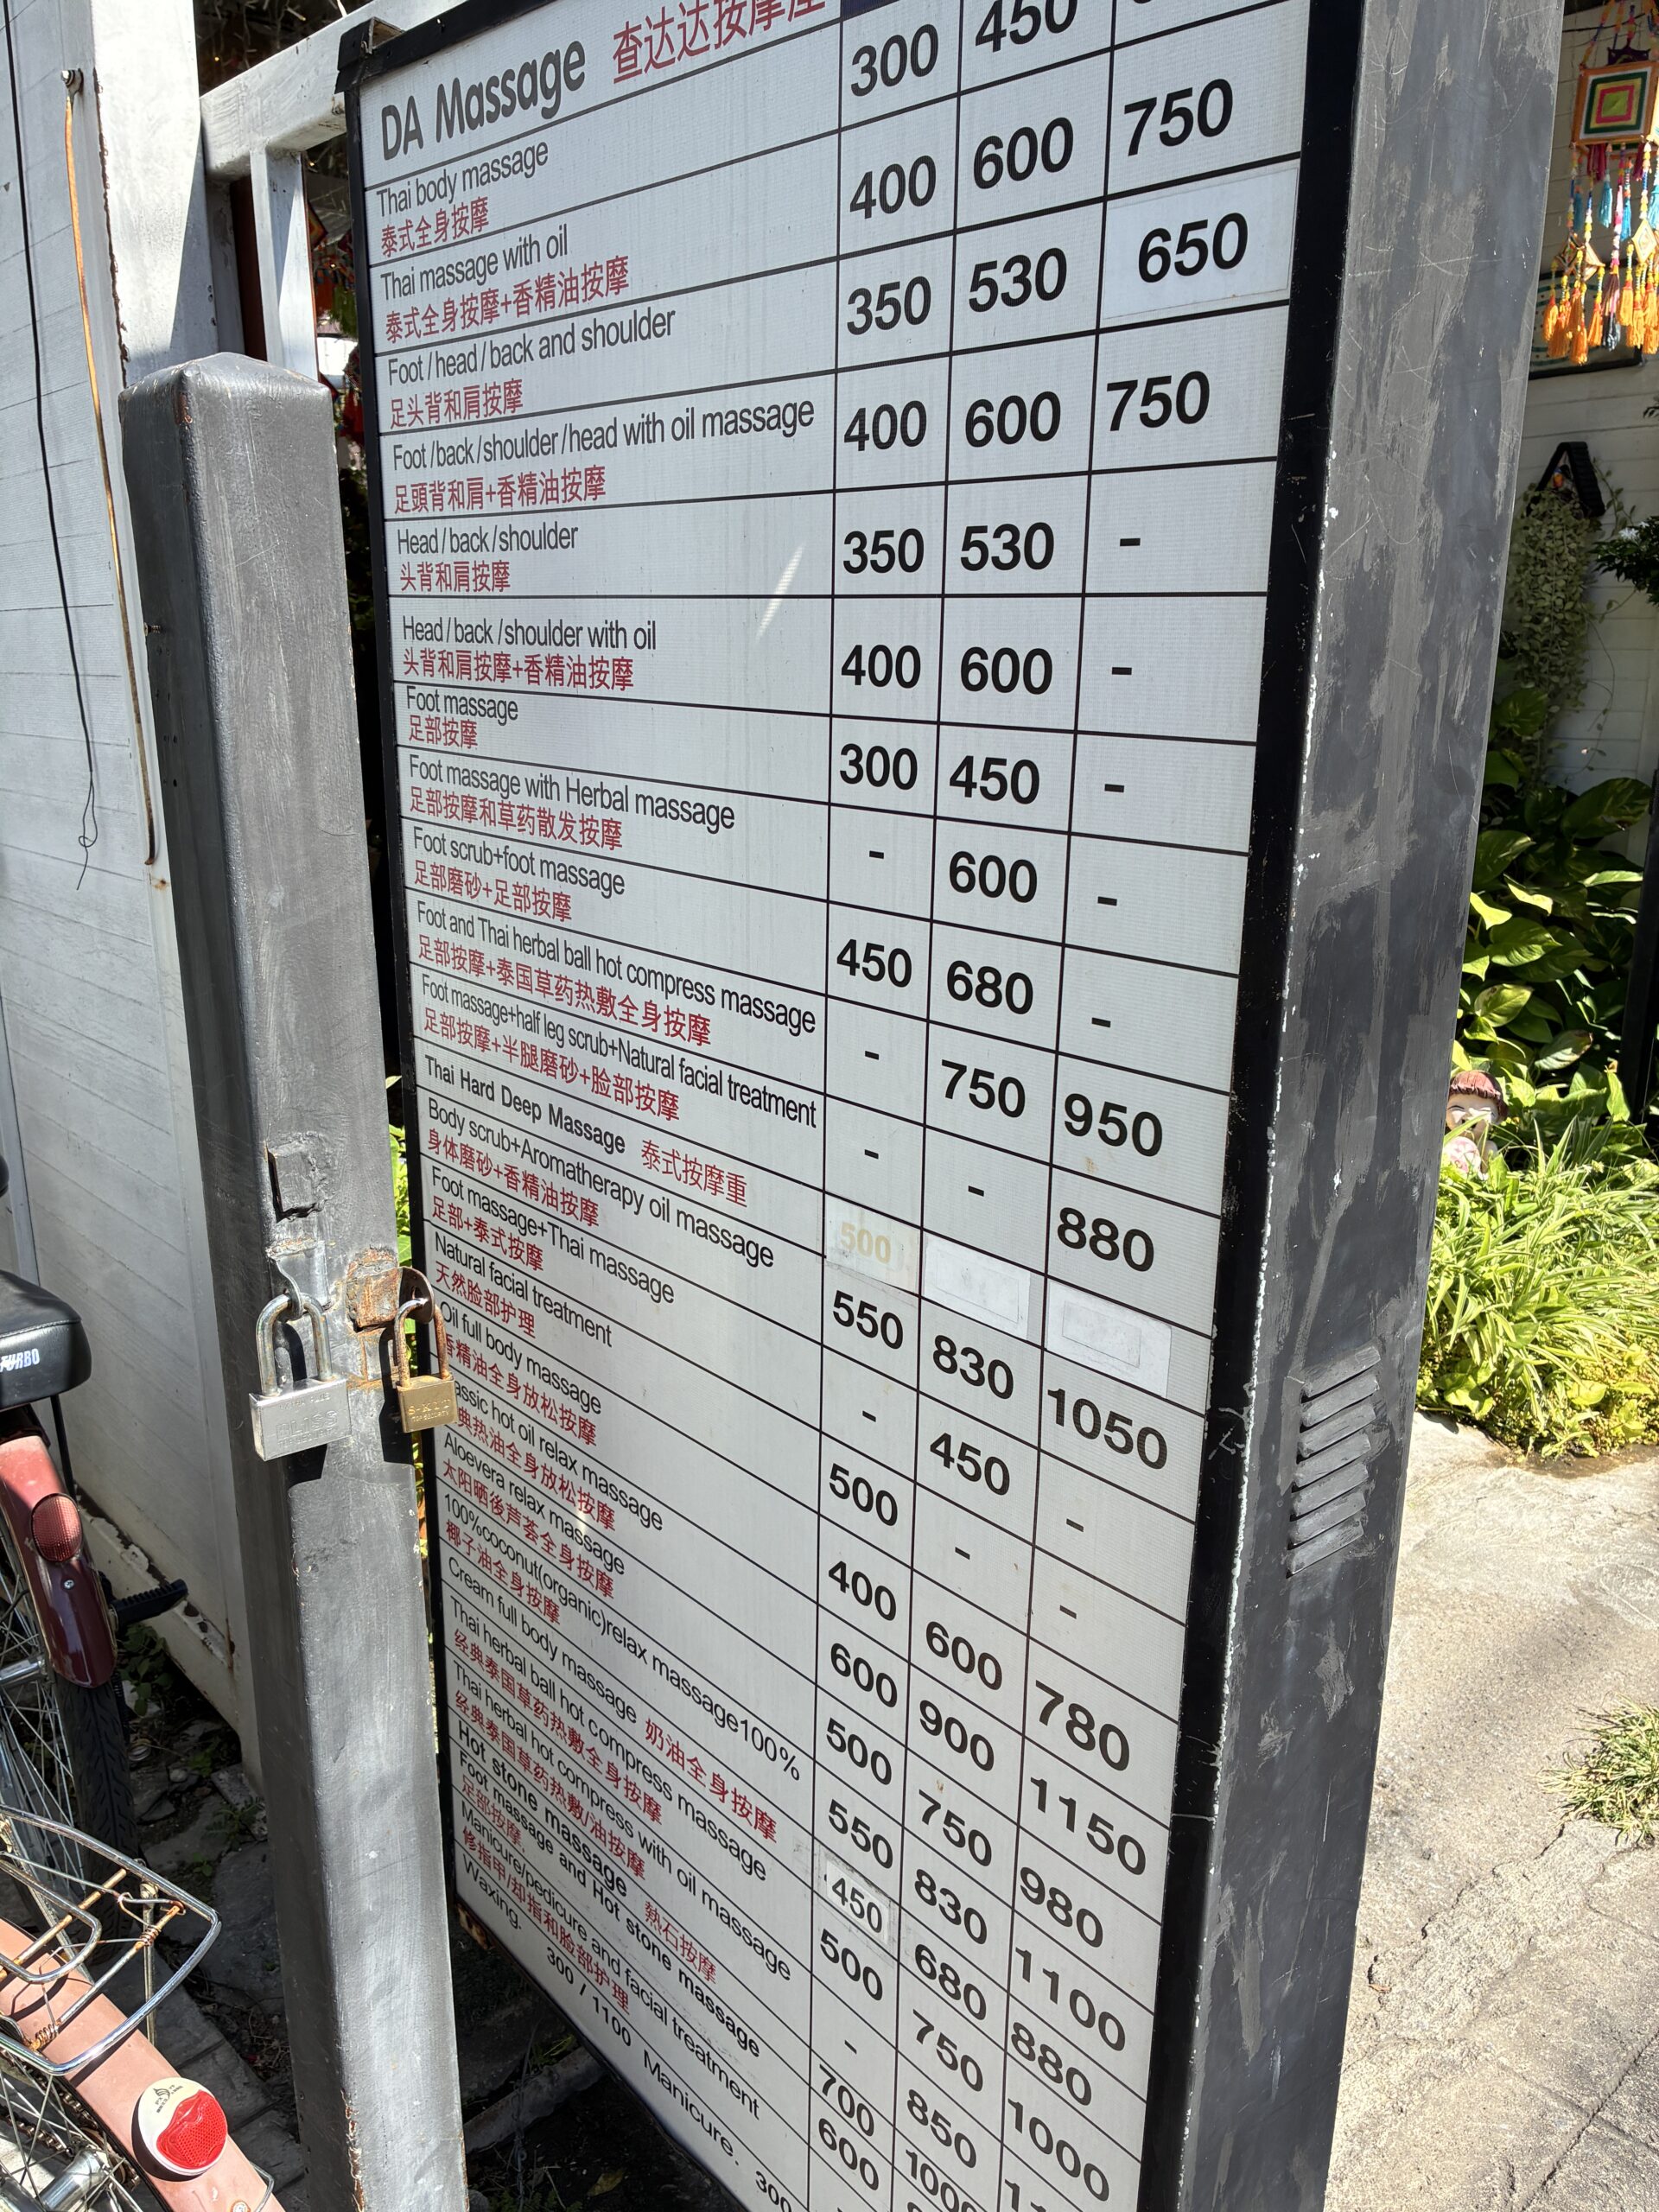 DA Massage 查达达按摩
Thai body massage 300 450
泰式全身按摩
Thai massage with oil 400 600 750
泰式全身按摩+香精油按摩
Foot / head / back and shoulder 350 530 650
足头背和肩按摩
Foot /back /shoulder /head with oil massage 400 600 750
足頭背和肩+香精油按摩
Head /back /shoulder 350 530 -
头背和肩按摩
Head / back /shoulder with oil 400 600 -
头背和肩按摩+香精油按摩
Foot massage 300 450 -
足部按摩
Foot massage with Herbal massage - 600 -
足部按摩和草药散发按摩
Foot scrub+foot massage 450 680 -
足部磨砂+足部按摩
Foot and Thai herbal ball hot compress massage - 750 950
足部按摩+泰国草药热敷全身按摩
Foot massage+half leg scrub+Natural facial treatment - - 880
足部按摩+半腿磨砂+脸部按摩
Thai Hard Deep Massage 泰式按摩重 500
Body scrub+Aromatherapy oil massage 550 830 1050
身体磨砂+香精油按摩
Foot massage+Thai massage - 450 -
足部+泰式按摩
Natural facial treatment 500 - -
天然脸部护理
Oil full body massage 400 600 780
香精油全身放松按摩
assic hot oil relax massage 600 900 1150
典热油全身放松按摩
Aloevera relax massage 500 750 980
太阳晒後芦荟全身按摩
100%coconut(organic)relax massage100% 550 830 1100
椰子油全身按摩
Cream full body massage 奶油全身按摩 450 680 880
Thai herbal ball hot compress massage 500 750 1000
经典泰国草药热敷全身按摩
Thai herbal hot compress with oil massage - 850
经典泰国草药热敷/油按摩
Hot stone massage 熱石按摩 700 1000
Foot massage and Hot stone massage 600
足部按摩.
Manicure/pedicure and facial treatment
修指甲/却指和脸部护理
Waxing. 300 / 1100 Manicure. 300
TURBO